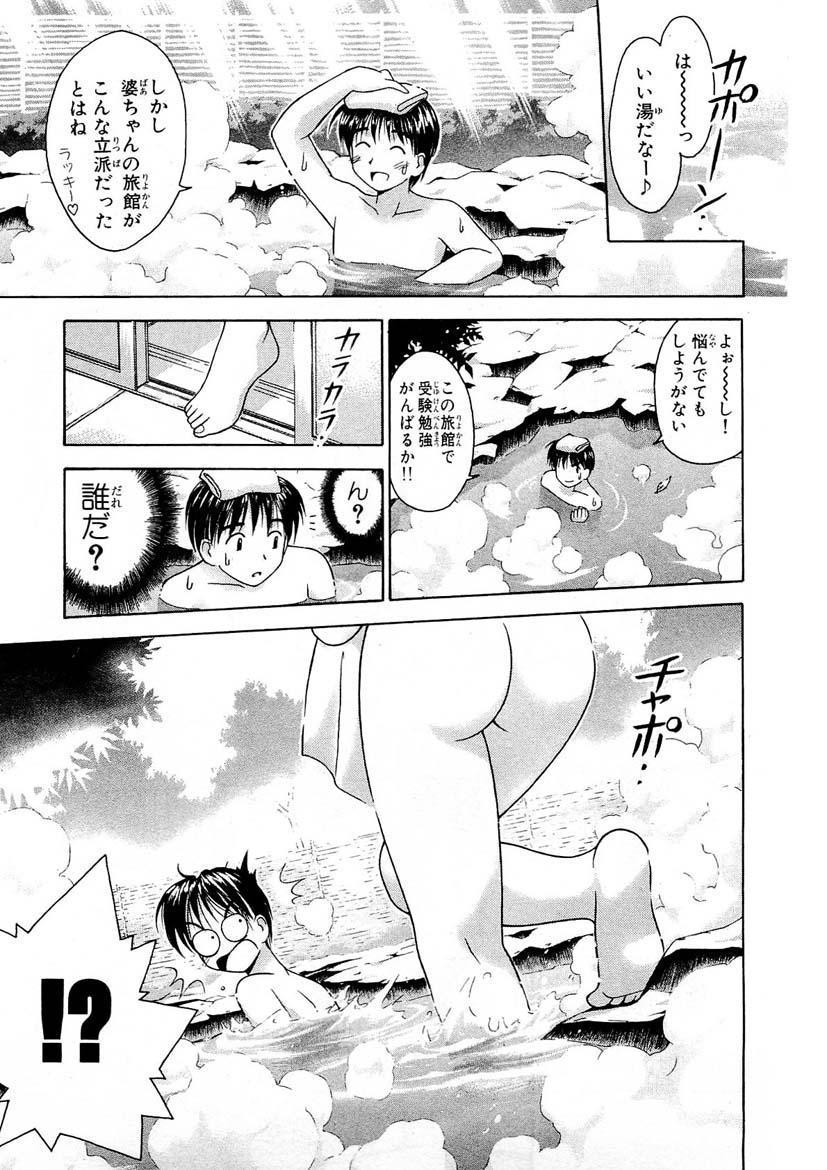 カポーン
は～～～っ
いい湯だなー♪
しかし
婆ちゃんの旅館が
こんな立派だった
とはね
ラッキー♡
よぉ～～し！
悩んでても
しようがない
この旅館で
受験勉強
がんばるか!!
カラカラ
ん？
誰だ？
チャポ・
!?